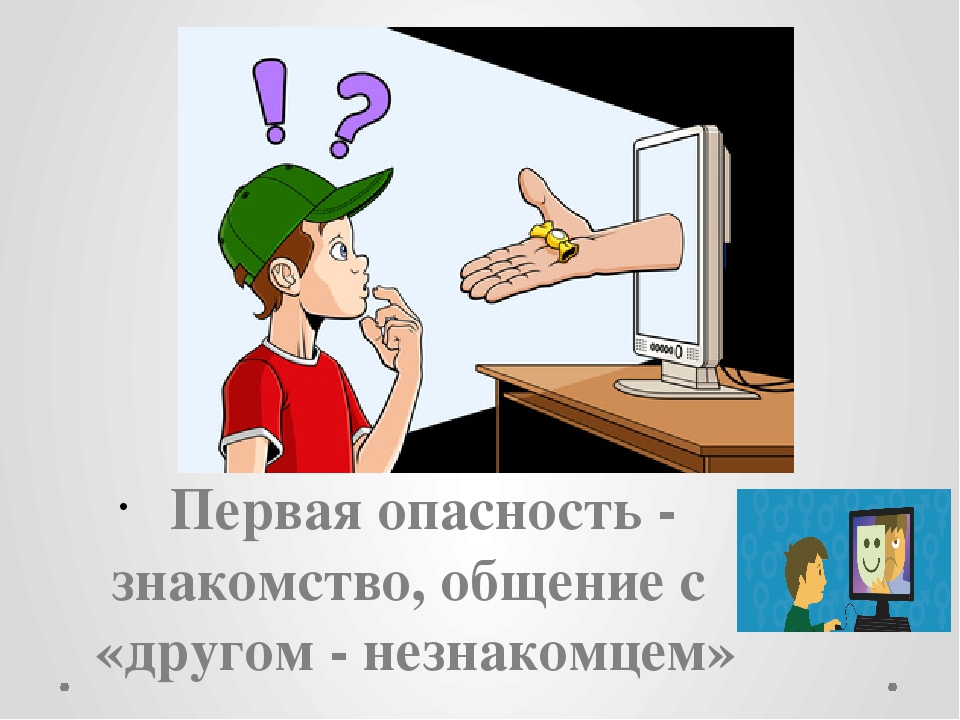 ! ?
• Первая опасность -
знакомство, общение с
«другом - незнакомцем»